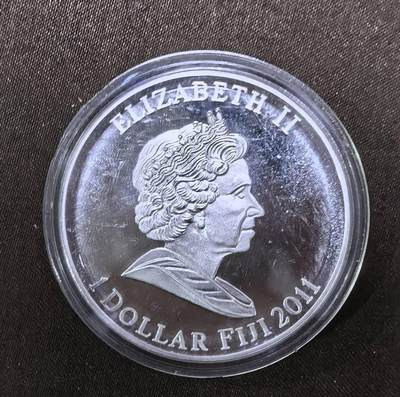 ELIZABETH II
1 DOLLAR FIJI 2011